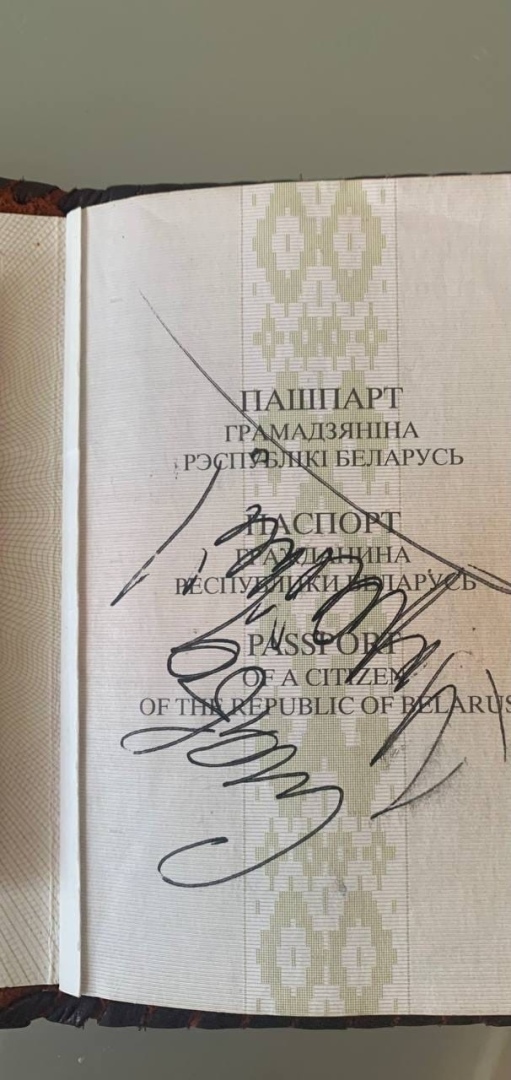 ПАШПАРТ
ГРАМАДЗЯНІНА
РЭСПУБЛІКІ БЕЛАРУСЬ
ПАСПОРТ
ГРАЖДАНИНА
РЕСПУБЛИКИ БЕЛАРУСЬ
PASSPORT
OF A CITIZEN
OF THE REPUBLIC OF BELARUS